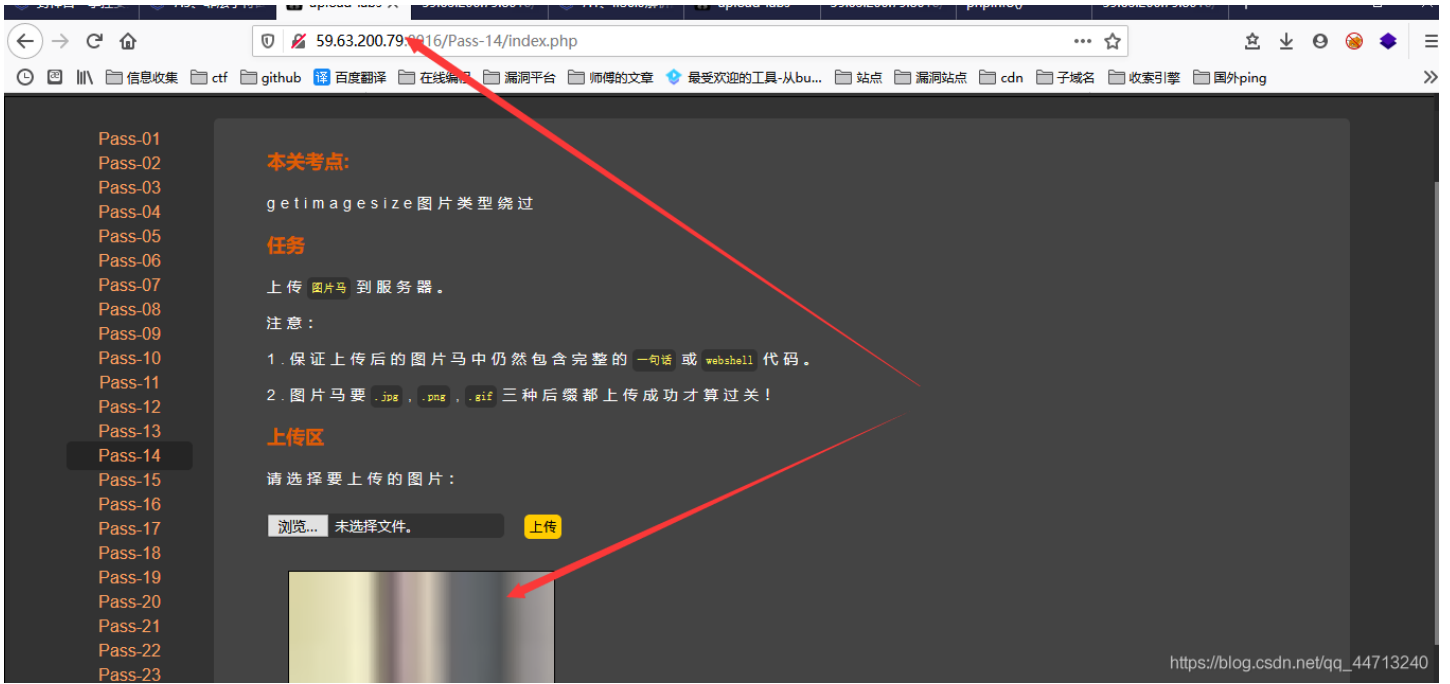 59.63.200.79:8016/Pass-14/index.php
信息收集 ctf github 译 百度翻译 在线编程 漏洞平台 师傅的文章 最受欢迎的工具-从bu... 站点 漏洞站点 cdn 子域名 收索引擎 国外ping
Pass-01
Pass-02
Pass-03
Pass-04
Pass-05
Pass-06
Pass-07
Pass-08
Pass-09
Pass-10
Pass-11
Pass-12
Pass-13
Pass-14
Pass-15
Pass-16
Pass-17
Pass-18
Pass-19
Pass-20
Pass-21
Pass-22
Pass-23
本关考点:
getimagesize图片类型绕过
任务
上传 图片马 到服务器。
注意：
1.保证上传后的图片马中仍然包含完整的 一句话 或 webshell 代码。
2.图片马要 .jpg , .png , .gif 三种后缀都上传成功才算过关！
上传区
请选择要上传的图片：
浏览... 未选择文件。 上传
https://blog.csdn.net/qq_44713240